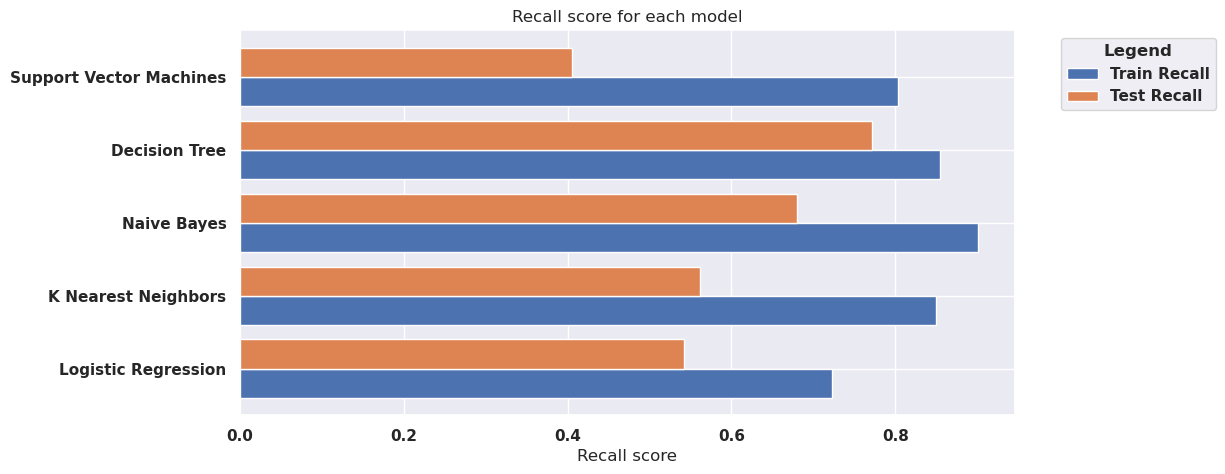 Recall score for each model
Support Vector Machines
Decision Tree
Naive Bayes
K Nearest Neighbors
Logistic Regression
0.0 0.2 0.4 0.6 0.8
Recall score
Legend
Train Recall
Test Recall